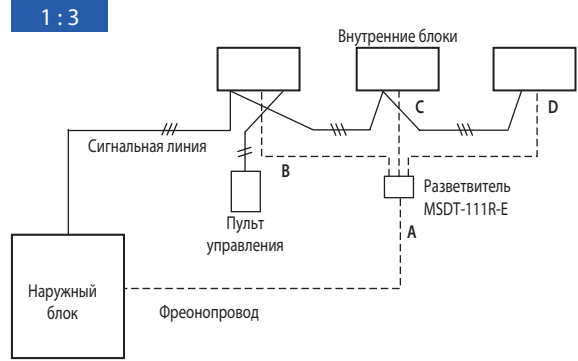 1 : 3
Внутренние блоки
C
D
Сигнальная линия
B
Разветвитель
MSDT-111R-E
Пульт
управления
A
Наружный
блок
Фреонопровод